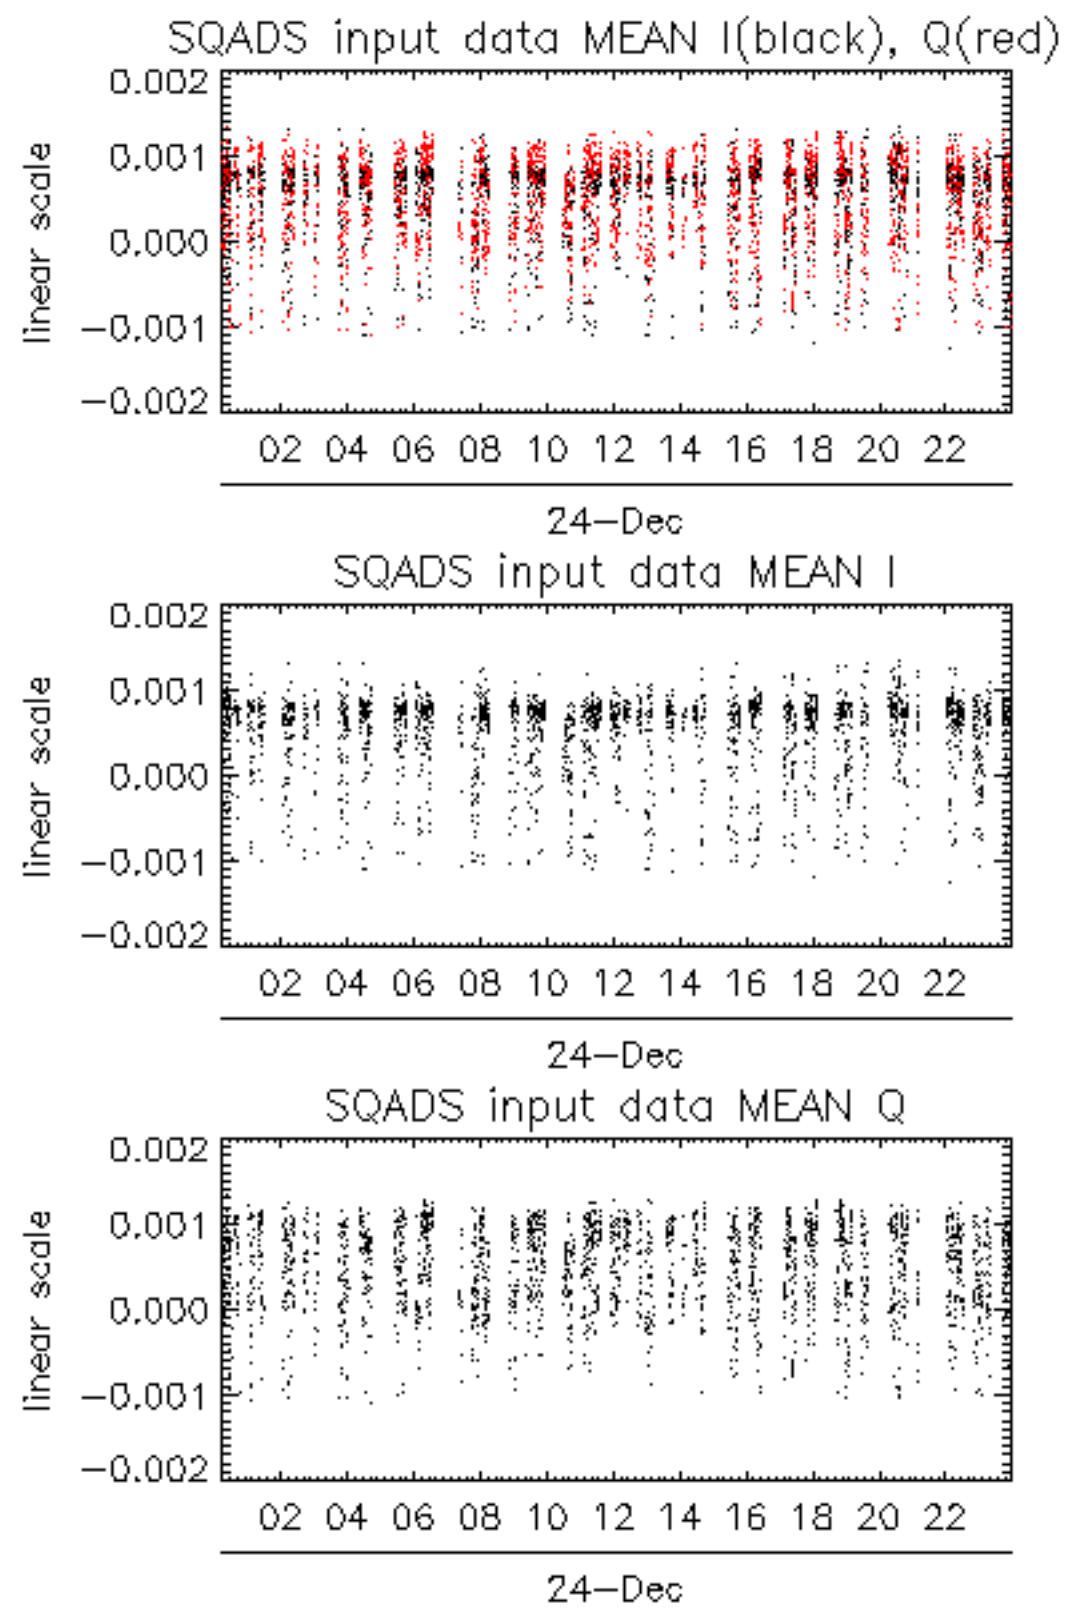 SQADS input data MEAN I(black), Q(red)
0.002
0.001
0.000
−0.001
−0.002
linear scale
02 04 06 08 10 12 14 16 18 20 22
24−Dec
SQADS input data MEAN I
0.002
0.001
0.000
−0.001
−0.002
linear scale
02 04 06 08 10 12 14 16 18 20 22
24−Dec
SQADS input data MEAN Q
0.002
0.001
0.000
−0.001
−0.002
linear scale
02 04 06 08 10 12 14 16 18 20 22
24−Dec